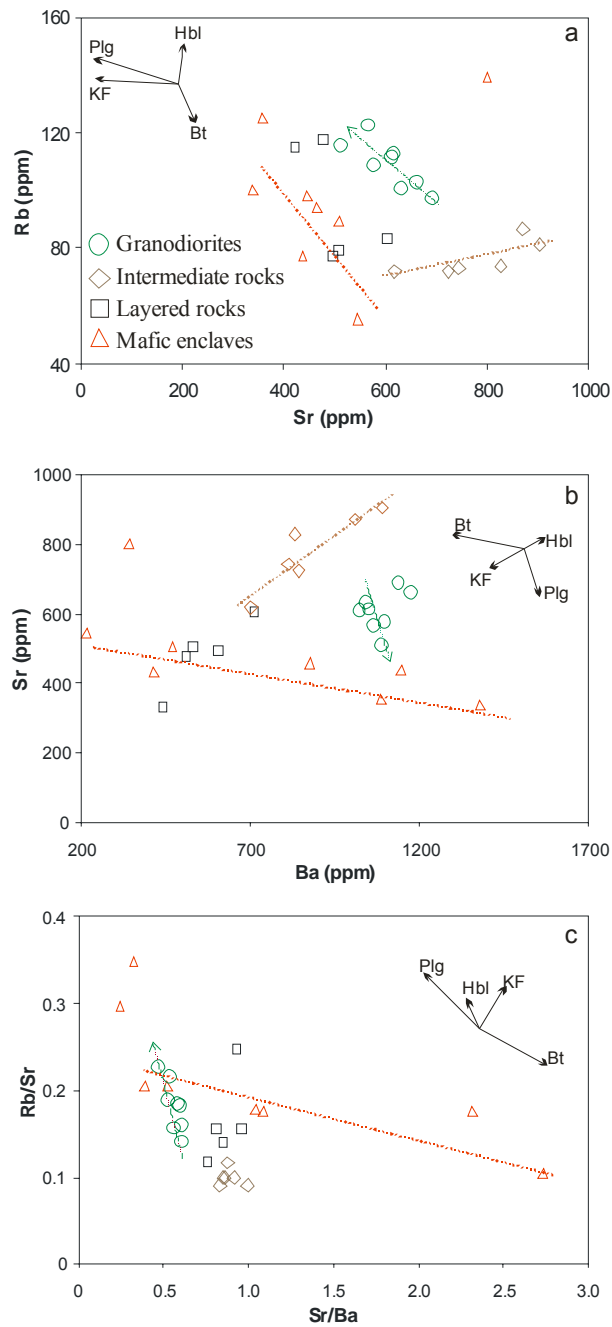 a
160
120
80
40
Rb (ppm)
Plg
Hbl
KF
Bt
Granodiorites
Intermediate rocks
Layered rocks
Mafic enclaves
0 200 400 600 800 1000
Sr (ppm)
b
1000
800
600
400
200
0
Sr (ppm)
Bt
Hbl
KF
Plg
200 700 1200 1700
Ba (ppm)
c
0.4
0.3
0.2
0.1
0
Rb/Sr
Plg
Hbl
KF
Bt
0 0.5 1.0 1.5 2.0 2.5 3.0
Sr/Ba